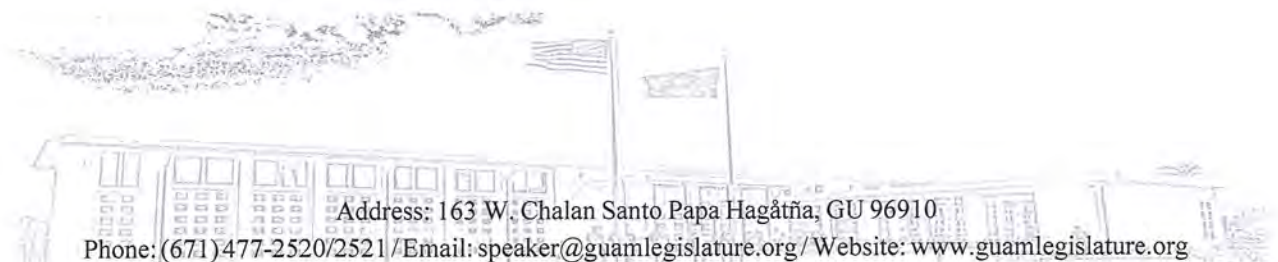 Address: 163 W. Chalan Santo Papa Hagåtña, GU 96910
Phone: (671) 477-2520/2521 / Email: speaker@guamlegislature.org / Website: www.guamlegislature.org